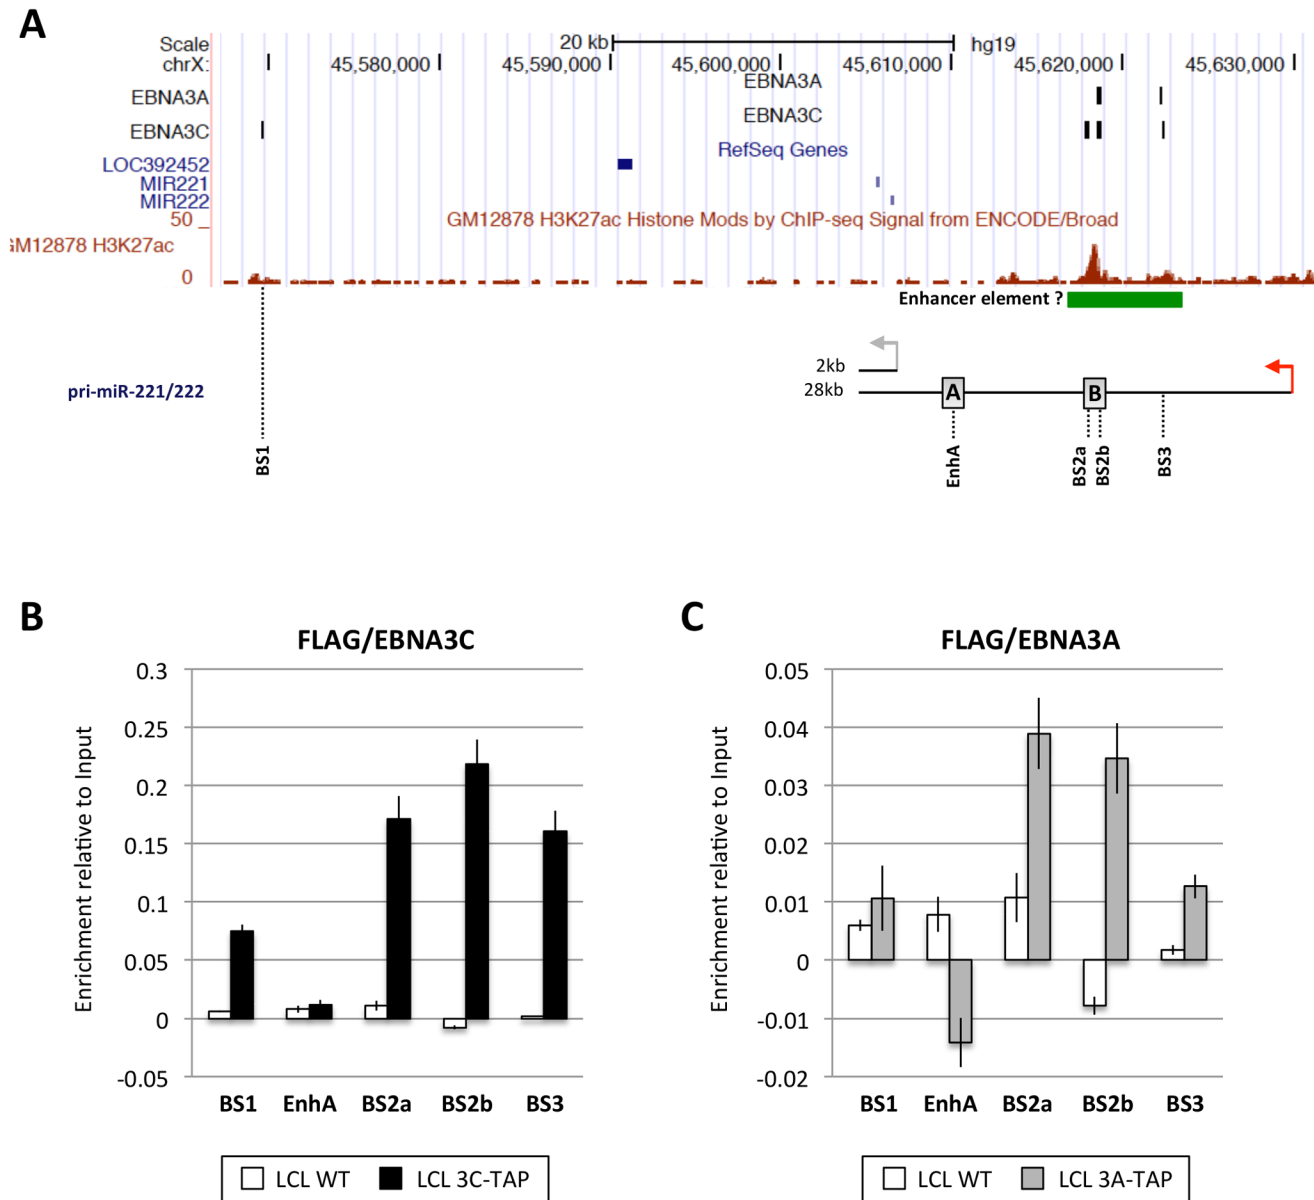 A
Scale 20 kb hg19
chrX: 45,580,000 45,590,000 45,600,000 45,610,000 45,620,000 45,630,000
EBNA3A
EBNA3A
EBNA3C
EBNA3C
RefSeq Genes
LOC392452
MIR221
MIR222
50 _
GM12878 H3K27ac Histone Mods by ChIP-seq Signal from ENCODE/Broad
GM12878 H3K27ac
0
Enhancer element ?
2kb
28kb
pri-miR-221/222
A B
BS1 EnhA BS2a BS2b BS3
B
FLAG/EBNA3C
Enrichment relative to Input
0.3
0.25
0.2
0.15
0.1
0.05
0
-0.05
BS1 EnhA BS2a BS2b BS3
LCL WT LCL 3C-TAP
C
FLAG/EBNA3A
Enrichment relative to Input
0.05
0.04
0.03
0.02
0.01
0
-0.01
-0.02
BS1 EnhA BS2a BS2b BS3
LCL WT LCL 3A-TAP